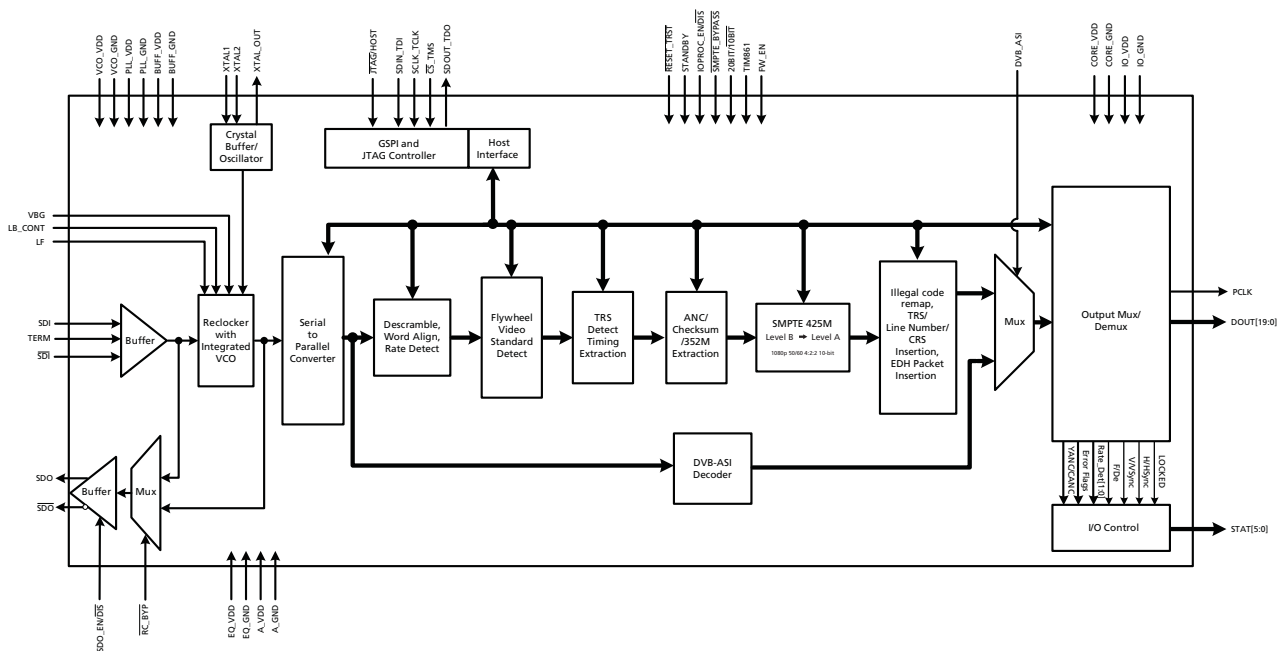 VCO_VDD
VCO_GND
PLL_VDD
PLL_GND
BUFF_VDD
BUFF_GND
XTAL1
XTAL2
XTAL_OUT
JTAG/HOST
SDIN_TDI
SCLK_TCLK
CS_TMS
SDOUT_TDO
RESET_TRST
STANDBY
IOPROC_EN/DIS
SMPTE_BYPASS
20BIT/10BIT
TIM861
FW_EN
DVB_ASI
CORE_VDD
CORE_GND
IO_VDD
IO_GND
Crystal
Buffer/
Oscillator
GSPI and
JTAG Controller
Host
Interface
VBG
LB_CONT
LF
SDI
TERM
SDI
Buffer
Reclocker
with
Integrated
VCO
Serial
to
Parallel
Converter
Descramble,
Word Align,
Rate Detect
Flywheel
Video
Standard
Detect
TRS
Detect
Timing
Extraction
ANC/
Checksum
/352M
Extraction
SMPTE 425M
Level B → Level A
1080p 50/60 4:2:2 10-bit
Illegal code
remap,
TRS/
Line Number/
CRS
Insertion,
EDH Packet
Insertion
Mux
Output Mux/
Demux
PCLK
DOUT[19:0]
DVB-ASI
Decoder
YANC/CANC
Error Flags
Rate_Det[1:0]
F/De
V/VSync
H/HSync
LOCKED
I/O Control
STAT[5:0]
SDO
SDO
Buffer
Mux
SDO_EN/DIS
RC_BYP
EQ_VDD
EQ_GND
A_VDD
A_GND